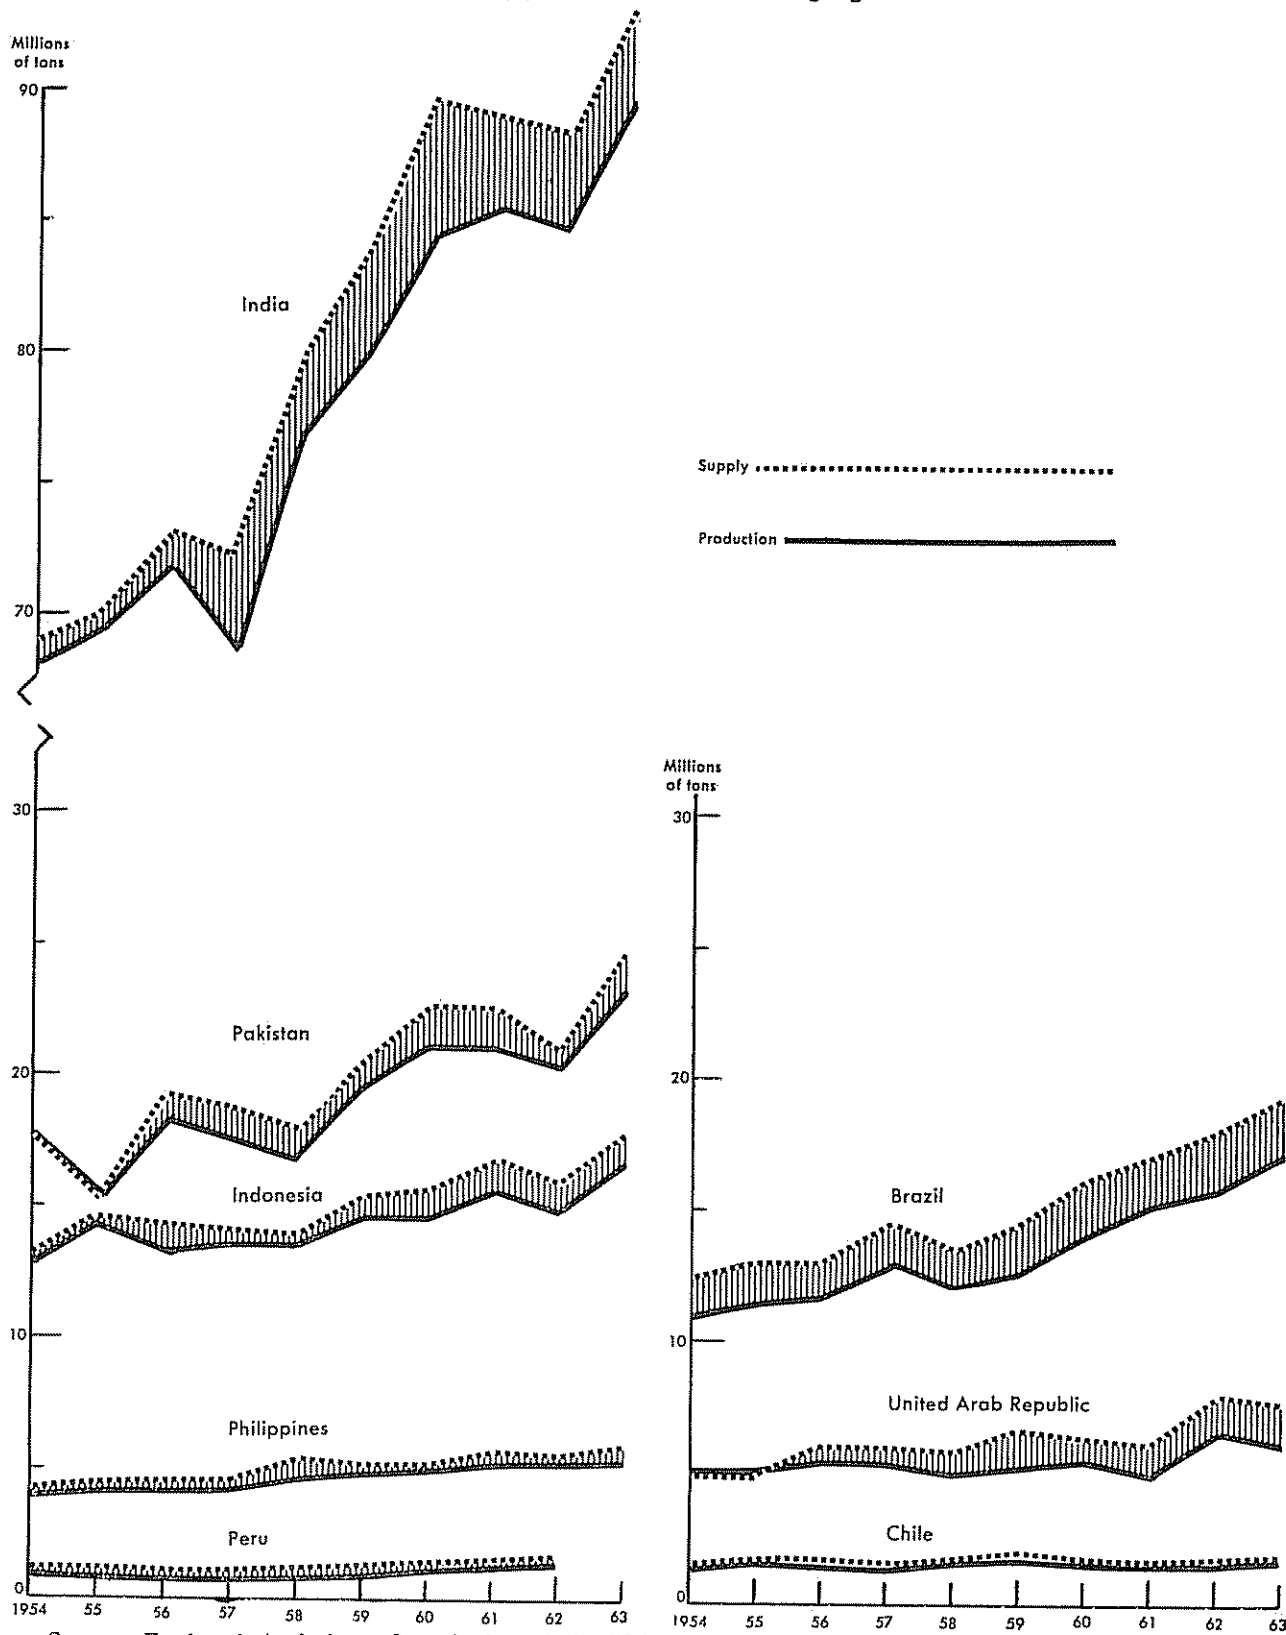 Millions
of tons
90
India
80
Supply
Production
70
Millions
of tons
30
30
Pakistan
20
20
Indonesia
Brazil
10
10
Philippines
United Arab Republic
Peru
Chile
0
0
1954 55 56 57 58 59 60 61 62 63
1954 55 56 57 58 59 60 61 62 63